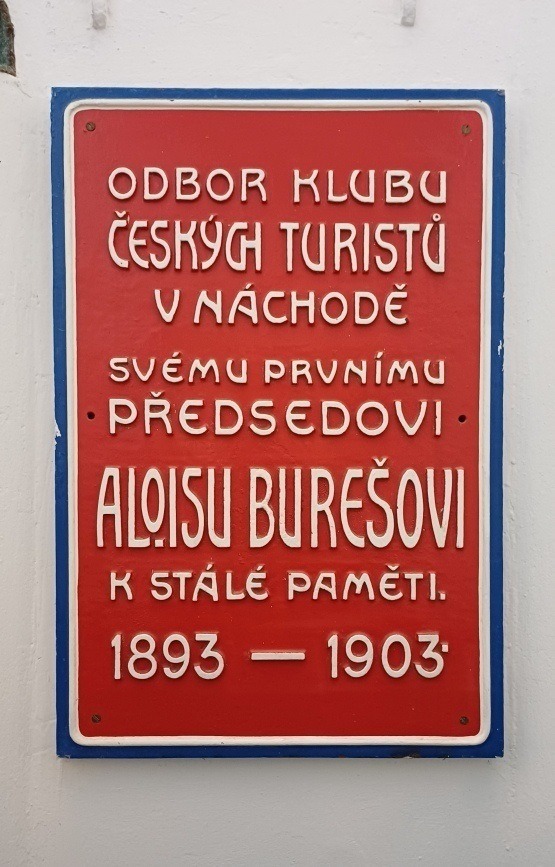 ODBOR KLUBU
ČESKÝCH TURISTŮ
V NÁCHODĚ
SVÉMU PRVNÍMU
PŘEDSEDOVI
ALOISU BUREŠOVI
K STÁLÉ PAMĚTI.
1893 — 1903.